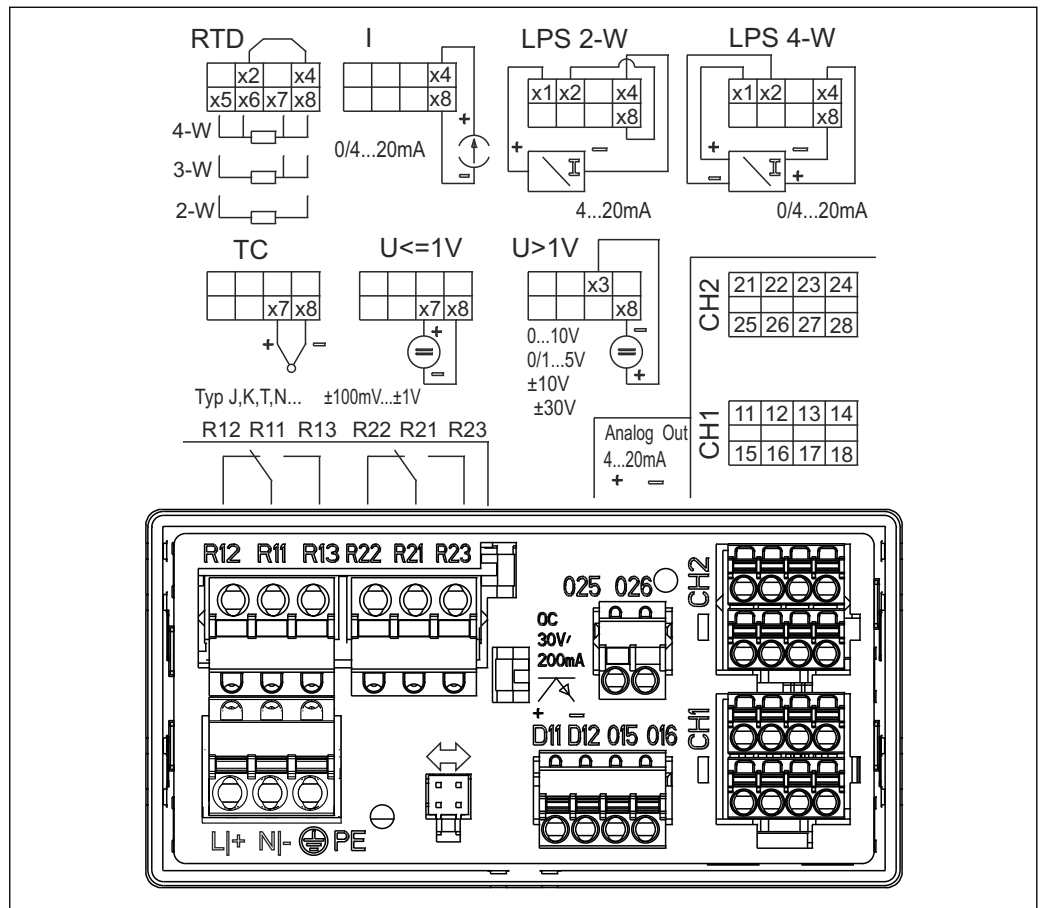 RTD I LPS 2-W LPS 4-W
x2 x4
x5 x6 x7 x8
x4
x8
x1 x2 x4
x8
x1 x2 x4
x8
4-W
3-W
2-W
0/4...20mA
+
–
+ –
I
4...20mA
+ –
– +
I
0/4...20mA
TC U<=1V U>1V
x7 x8
+ –
Typ J,K,T,N...
x7 x8
+
–
±100mV...±1V
x3
x8
–
+
0...10V
0/1...5V
±10V
±30V
CH2
21 22 23 24
25 26 27 28
CH1
11 12 13 14
15 16 17 18
R12 R11 R13 R22 R21 R23
Analog Out
4...20mA
+ –
R12 R11 R13 R22 R21 R23
O25 O26
OC
30V/
200mA
+ –
D11 D12 O15 O16
CH2
CH1
L|+ N|- PE